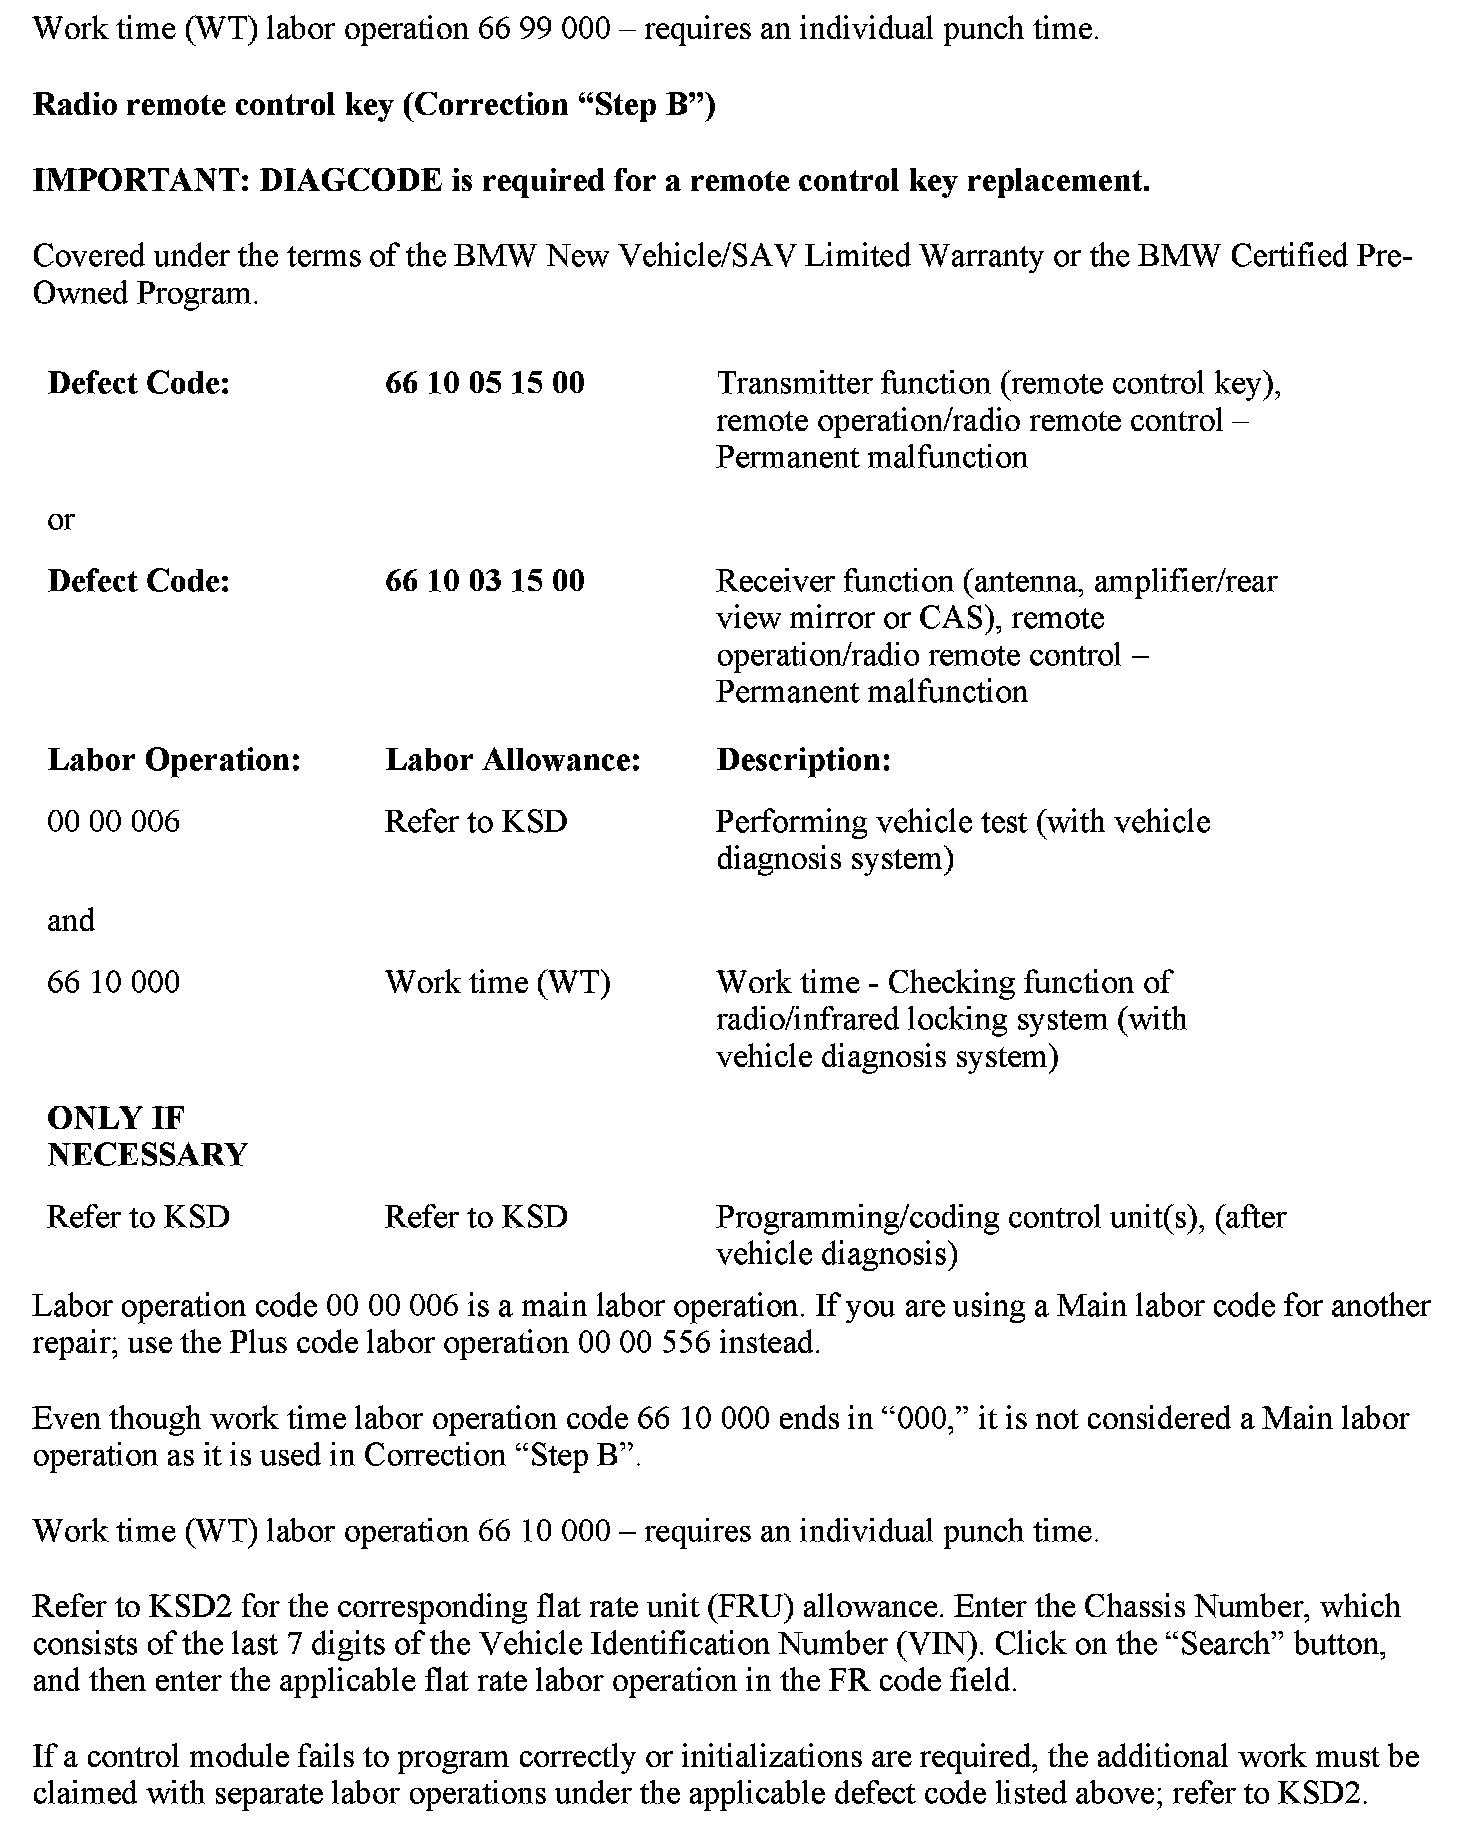 Work time (WT) labor operation 66 99 000 – requires an individual punch time.
Radio remote control key (Correction “Step B”)
IMPORTANT: DIAGCODE is required for a remote control key replacement.
Covered under the terms of the BMW New Vehicle/SAV Limited Warranty or the BMW Certified Pre-
Owned Program.
Defect Code: 66 10 05 15 00 Transmitter function (remote control key),
remote operation/radio remote control –
Permanent malfunction
or
Defect Code: 66 10 03 15 00 Receiver function (antenna, amplifier/rear
view mirror or CAS), remote
operation/radio remote control –
Permanent malfunction
Labor Operation: Labor Allowance: Description:
00 00 006 Refer to KSD Performing vehicle test (with vehicle
diagnosis system)
and
66 10 000 Work time (WT) Work time - Checking function of
radio/infrared locking system (with
vehicle diagnosis system)
ONLY IF
NECESSARY
Refer to KSD Refer to KSD Programming/coding control unit(s), (after
vehicle diagnosis)
Labor operation code 00 00 006 is a main labor operation. If you are using a Main labor code for another
repair; use the Plus code labor operation 00 00 556 instead.
Even though work time labor operation code 66 10 000 ends in “000,” it is not considered a Main labor
operation as it is used in Correction “Step B”.
Work time (WT) labor operation 66 10 000 – requires an individual punch time.
Refer to KSD2 for the corresponding flat rate unit (FRU) allowance. Enter the Chassis Number, which
consists of the last 7 digits of the Vehicle Identification Number (VIN). Click on the “Search” button,
and then enter the applicable flat rate labor operation in the FR code field.
If a control module fails to program correctly or initializations are required, the additional work must be
claimed with separate labor operations under the applicable defect code listed above; refer to KSD2.